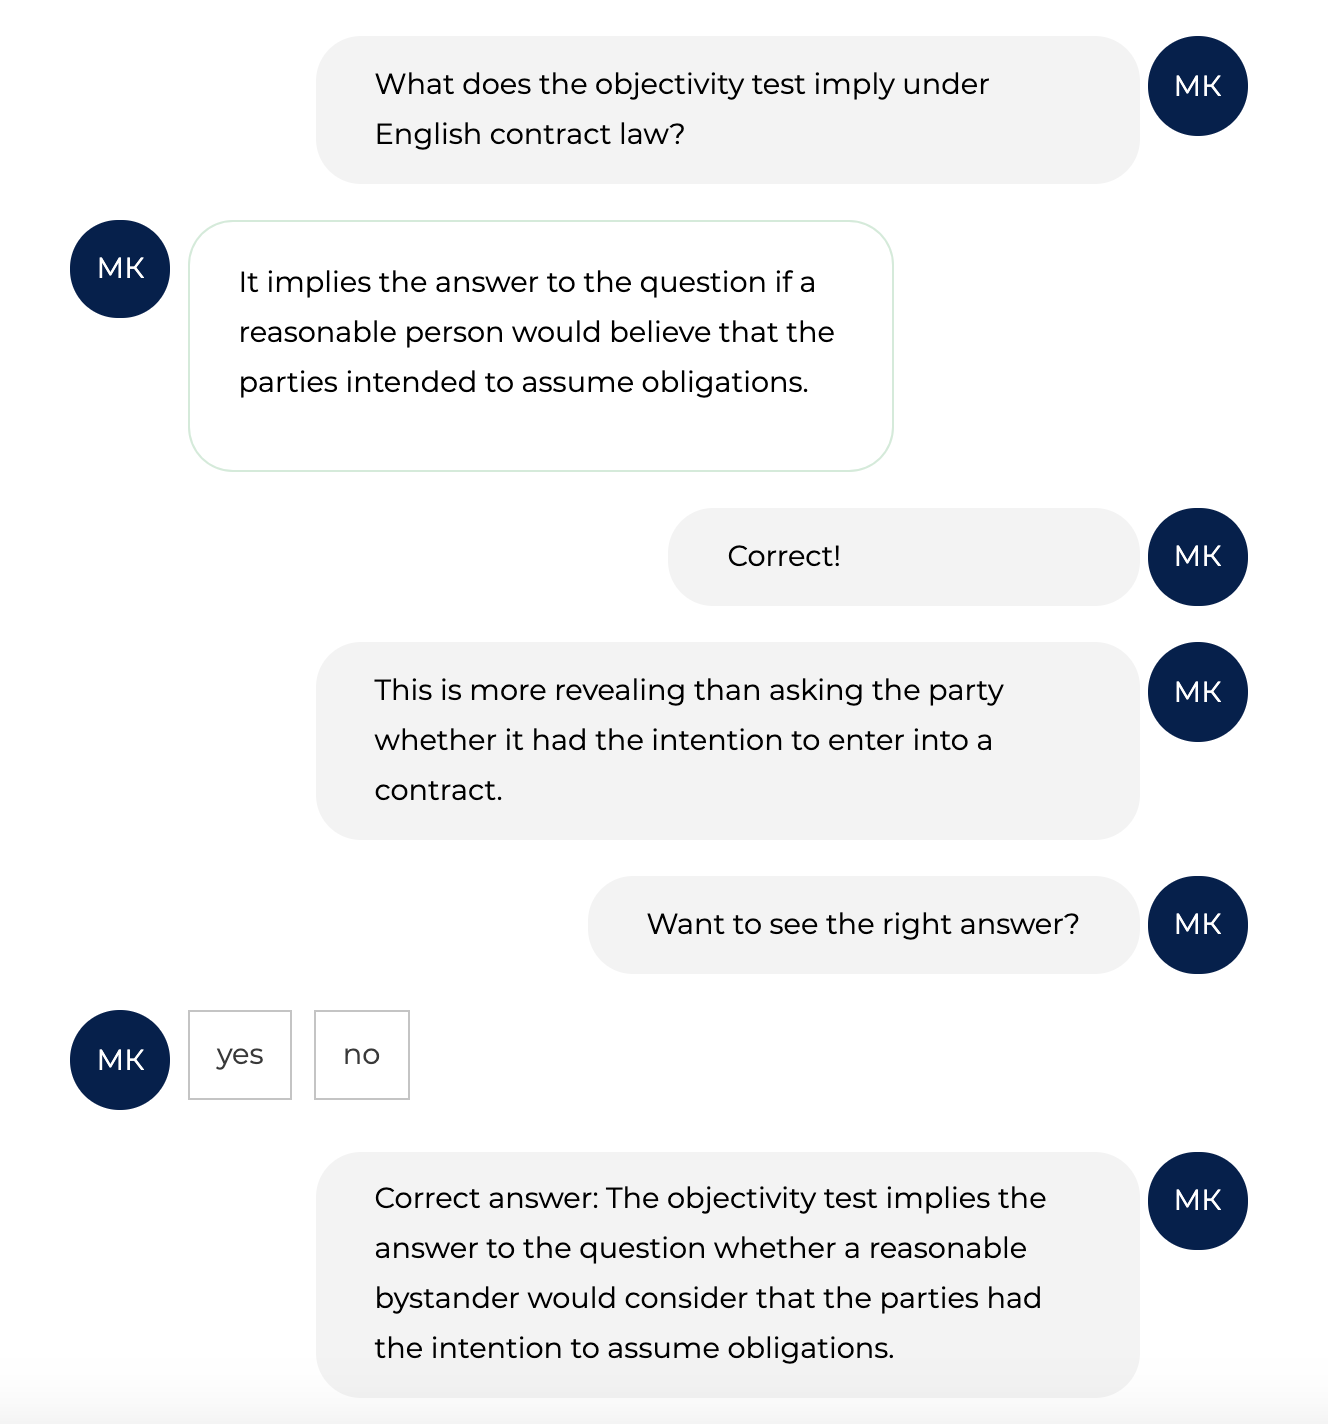 What does the objectivity test imply under
English contract law?
MK
MK
It implies the answer to the question if a
reasonable person would believe that the
parties intended to assume obligations.
Correct!
MK
This is more revealing than asking the party
whether it had the intention to enter into a
contract.
MK
Want to see the right answer?
MK
MK
yes
no
Correct answer: The objectivity test implies the
answer to the question whether a reasonable
bystander would consider that the parties had
the intention to assume obligations.
MK